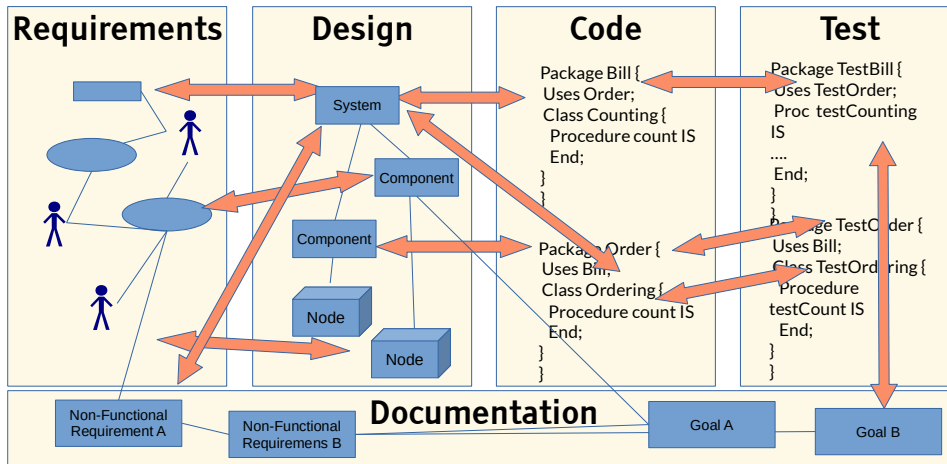 Requirements
Design
Code
Test
System
Component
Component
Node
Node
Package Bill {
Uses Order;
Class Counting {
Procedure count IS
End;
}
}
Package Order {
Uses Bill;
Class Ordering {
Procedure count IS
End;
}
}
Package TestBill {
Uses TestOrder;
Proc testCounting
IS
....
End;
}
}
Package TestOrder {
Uses Bill;
Class TestOrdering {
Procedure
testCount IS
End;
}
}
Documentation
Non-Functional
Requirement A
Non-Functional
Requiremens B
Goal A
Goal B